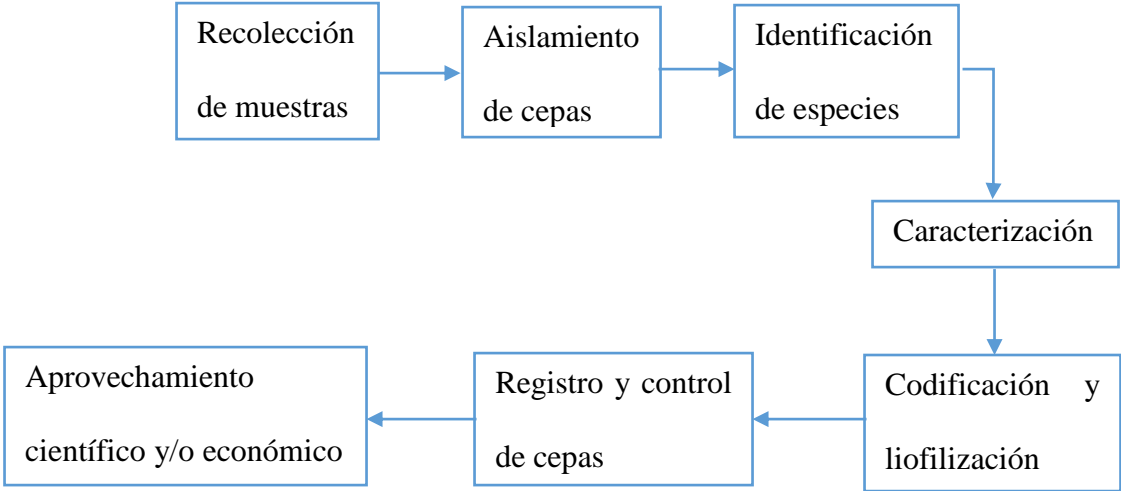 Recolección
de muestras
Aislamiento
de cepas
Identificación
de especies
Caracterización
Codificación y
liofilización
Registro y control
de cepas
Aprovechamiento
científico y/o económico